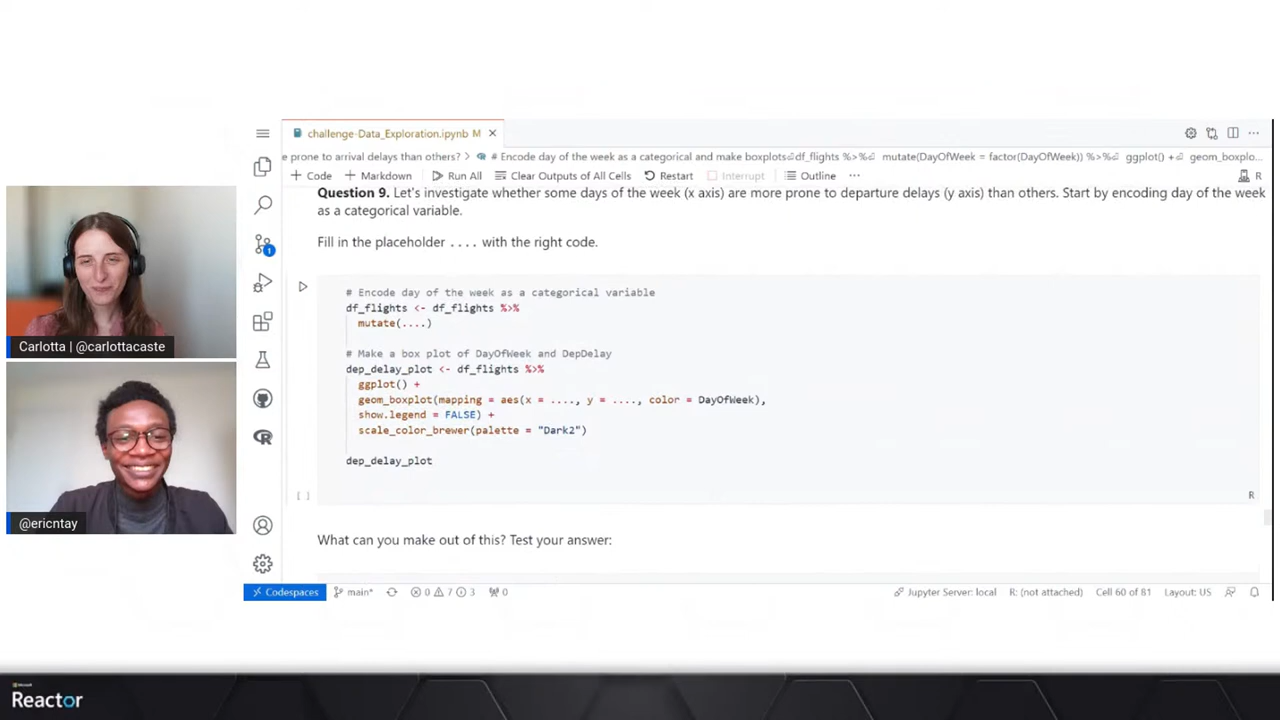 challenge-Data_Exploration.ipynb M
e prone to arrival delays than others? > # Encode day of the week as a categorical and make boxplots⏎df_flights %>%⏎ mutate(DayOfWeek = factor(DayOfWeek)) %>%⏎ ggplot() +⏎ geom_boxplo...
+ Code + Markdown Run All Clear Outputs of All Cells Restart Interrupt Outline ... R
Question 9. Let's investigate whether some days of the week (x axis) are more prone to departure delays (y axis) than others. Start by encoding day of the week
as a categorical variable.
Fill in the placeholder .... with the right code.
# Encode day of the week as a categorical variable
df_flights <- df_flights %>%
mutate(....)
# Make a box plot of DayOfWeek and DepDelay
dep_delay_plot <- df_flights %>%
ggplot() +
geom_boxplot(mapping = aes(x = ...., y = ...., color = DayOfWeek),
show.legend = FALSE) +
scale_color_brewer(palette = "Dark2")
dep_delay_plot
[ ]
R
What can you make out of this? Test your answer:
1
R
Codespaces main* 0 7 3 0 Jupyter Server: local R: (not attached) Cell 60 of 81 Layout: US
Carlotta | @carlottacaste
@ericntay
Microsoft
Reactor